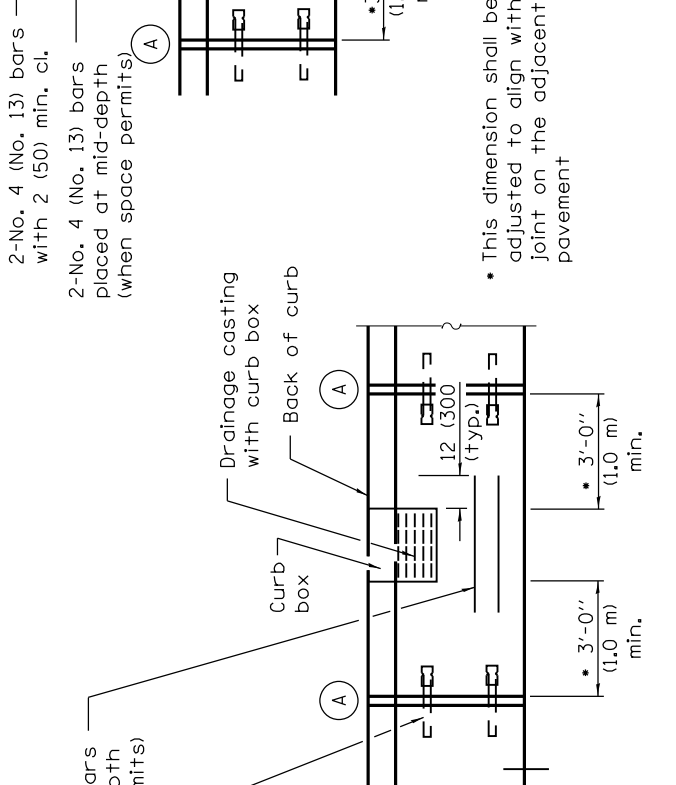 2-No. 4 (No. 13) bars
with 2 (50) min. cl.
2-No. 4 (No. 13) bars
placed at mid-depth
(when space permits)
A
* This dimension shall be
adjusted to align with
joint on the adjacent
pavement
Drainage casting
with curb box
Back of curb
Curb
box
A
12 (300
(typ.)
* 3'-0"
(1.0 m)
min.
* 3'-0"
(1.0 m)
min.
A